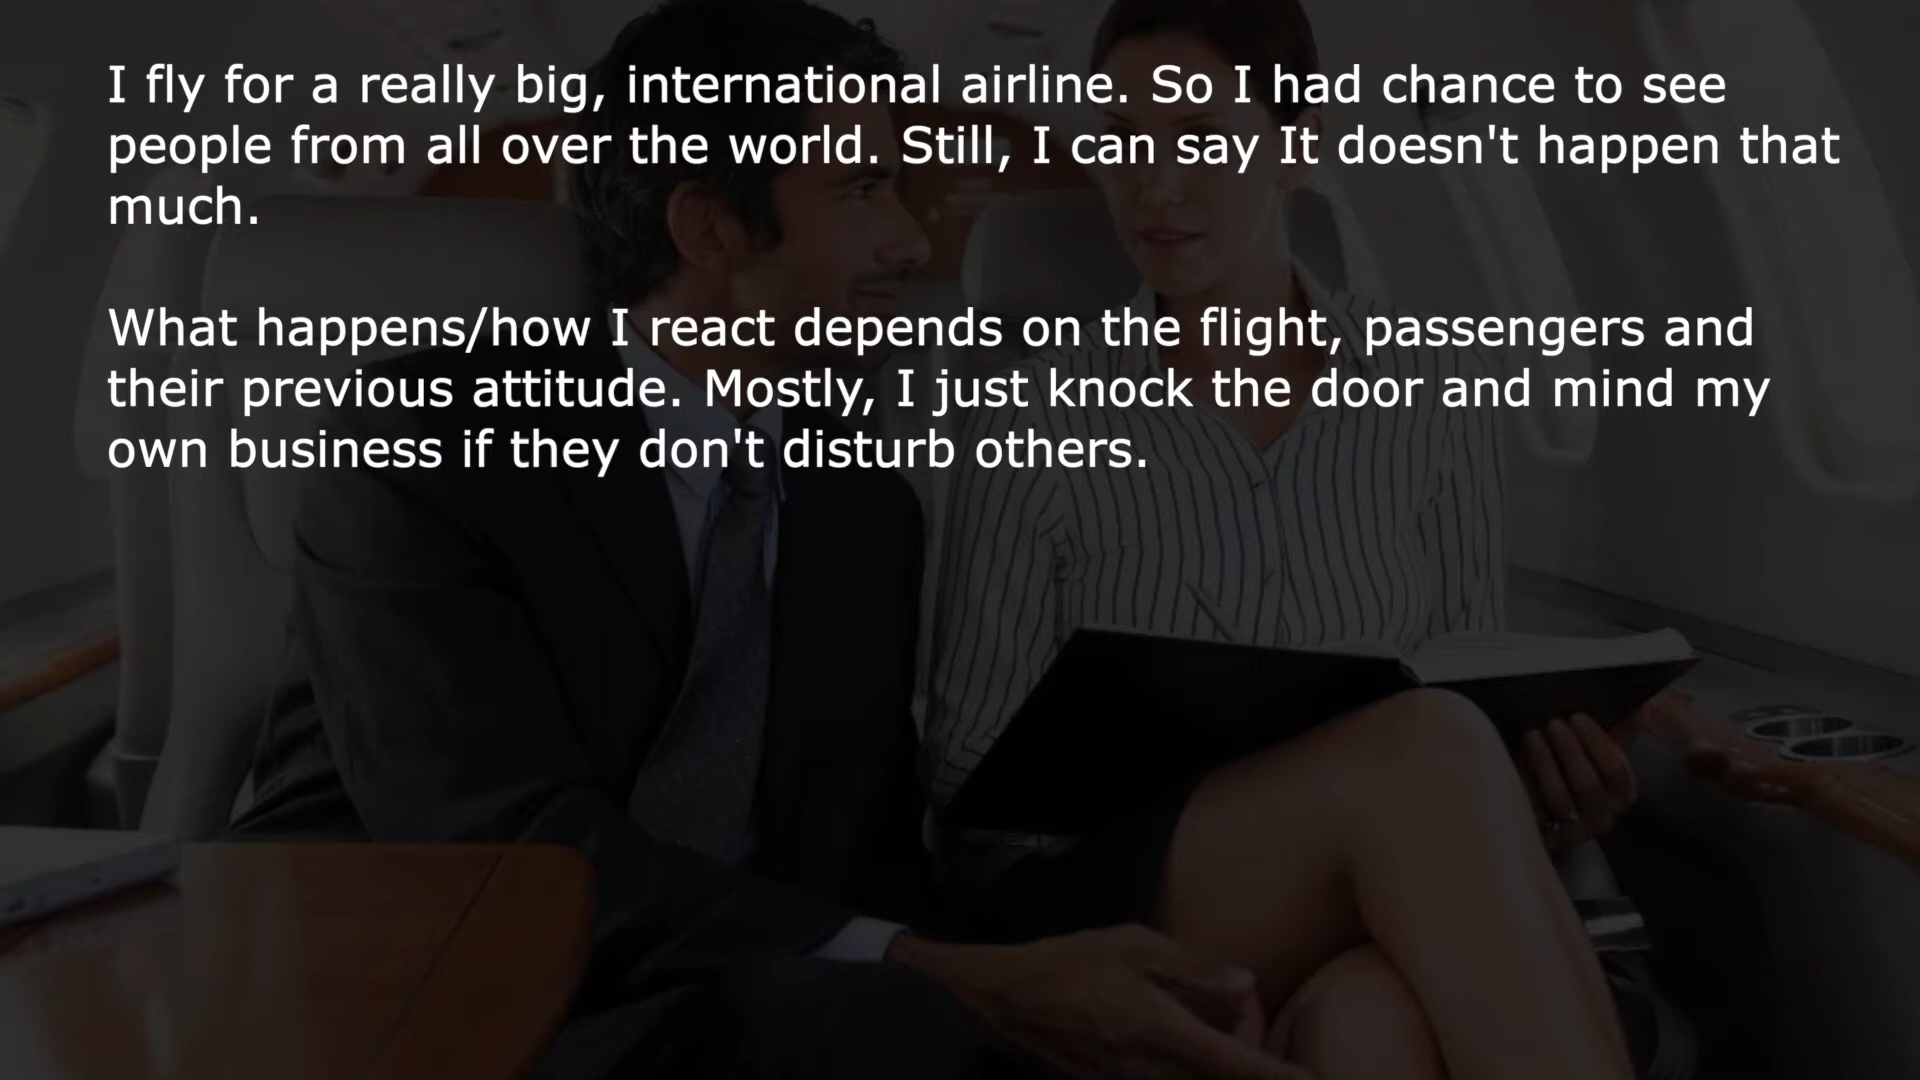 I fly for a really big, international airline. So I had chance to see
people from all over the world. Still, I can say It doesn't happen that
much.
What happens/how I react depends on the flight, passengers and
their previous attitude. Mostly, I just knock the door and mind my
own business if they don't disturb others.